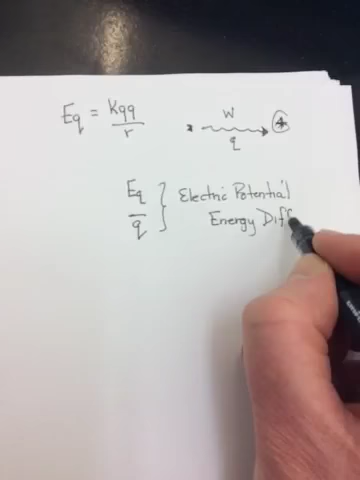 Eq = Kqq
r
W
q
+
Eq
q
Electric Potential
Energy Diff